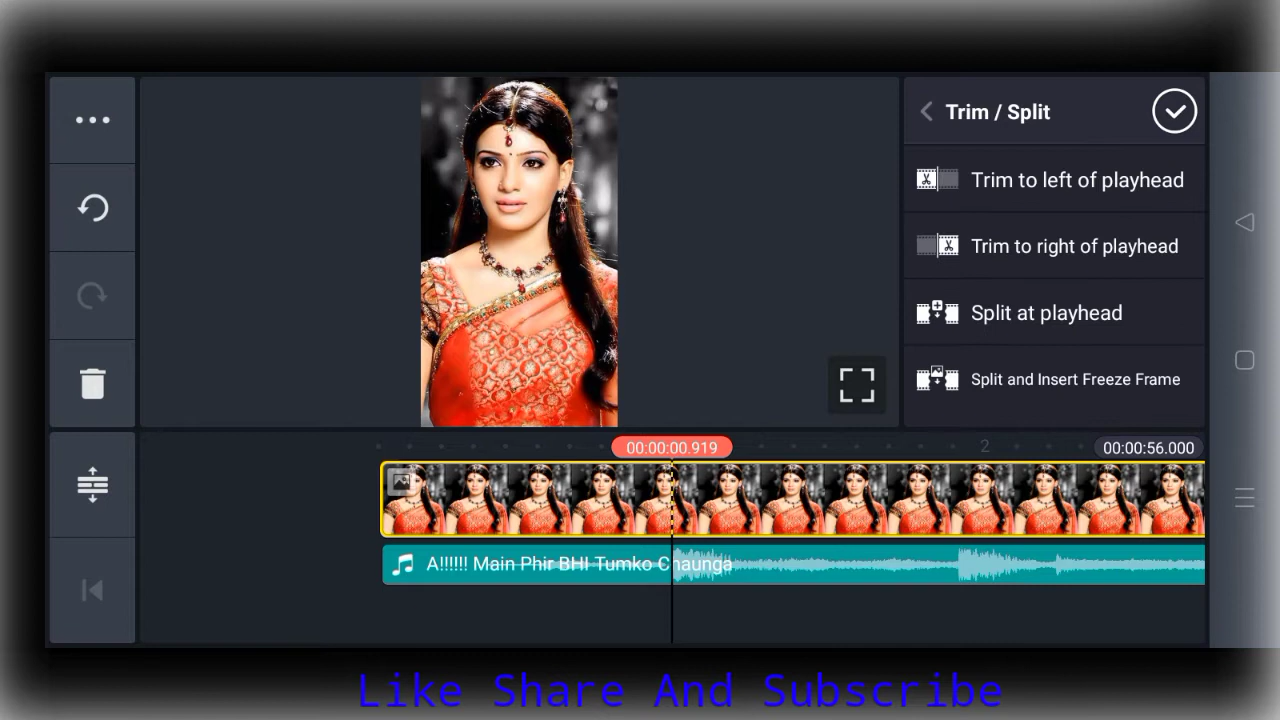 Trim / Split
Trim to left of playhead
Trim to right of playhead
Split at playhead
Split and Insert Freeze Frame
00:00:00.919
2
00:00:56.000
A!!!!!! Main Phir BHI Tumko Chaunga
Like Share And Subscribe